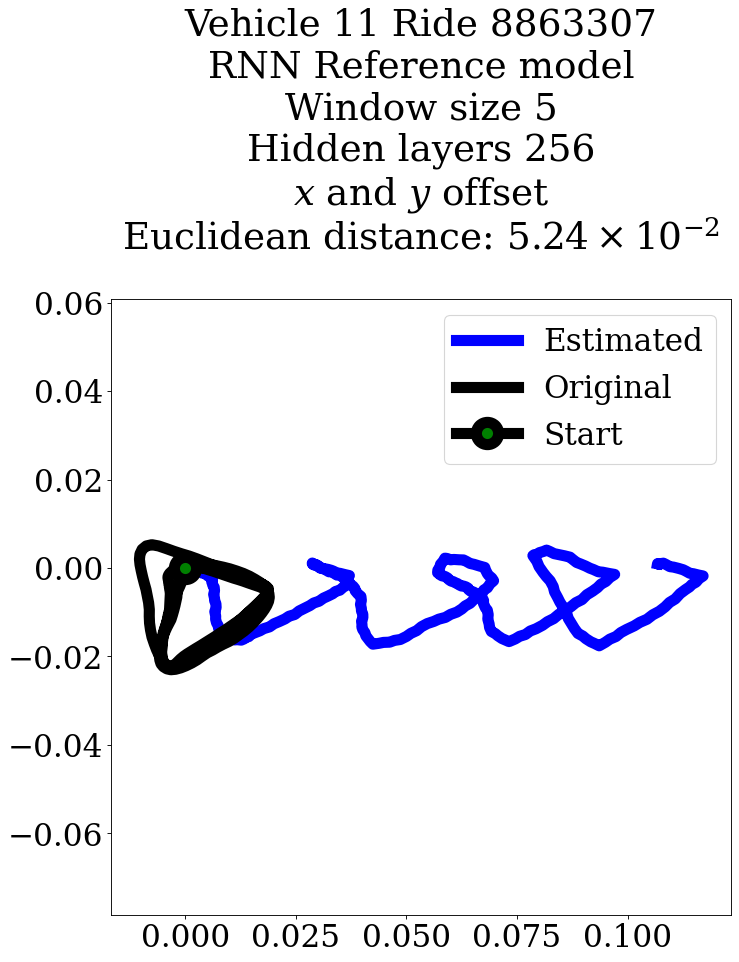 Vehicle 11 Ride 8863307
RNN Reference model
Window size 5
Hidden layers 256
x and y offset
Euclidean distance: 5.24 × 10⁻²
0.06
0.04
0.02
0.00
−0.02
−0.04
−0.06
Estimated
Original
Start
0.000 0.025 0.050 0.075 0.100